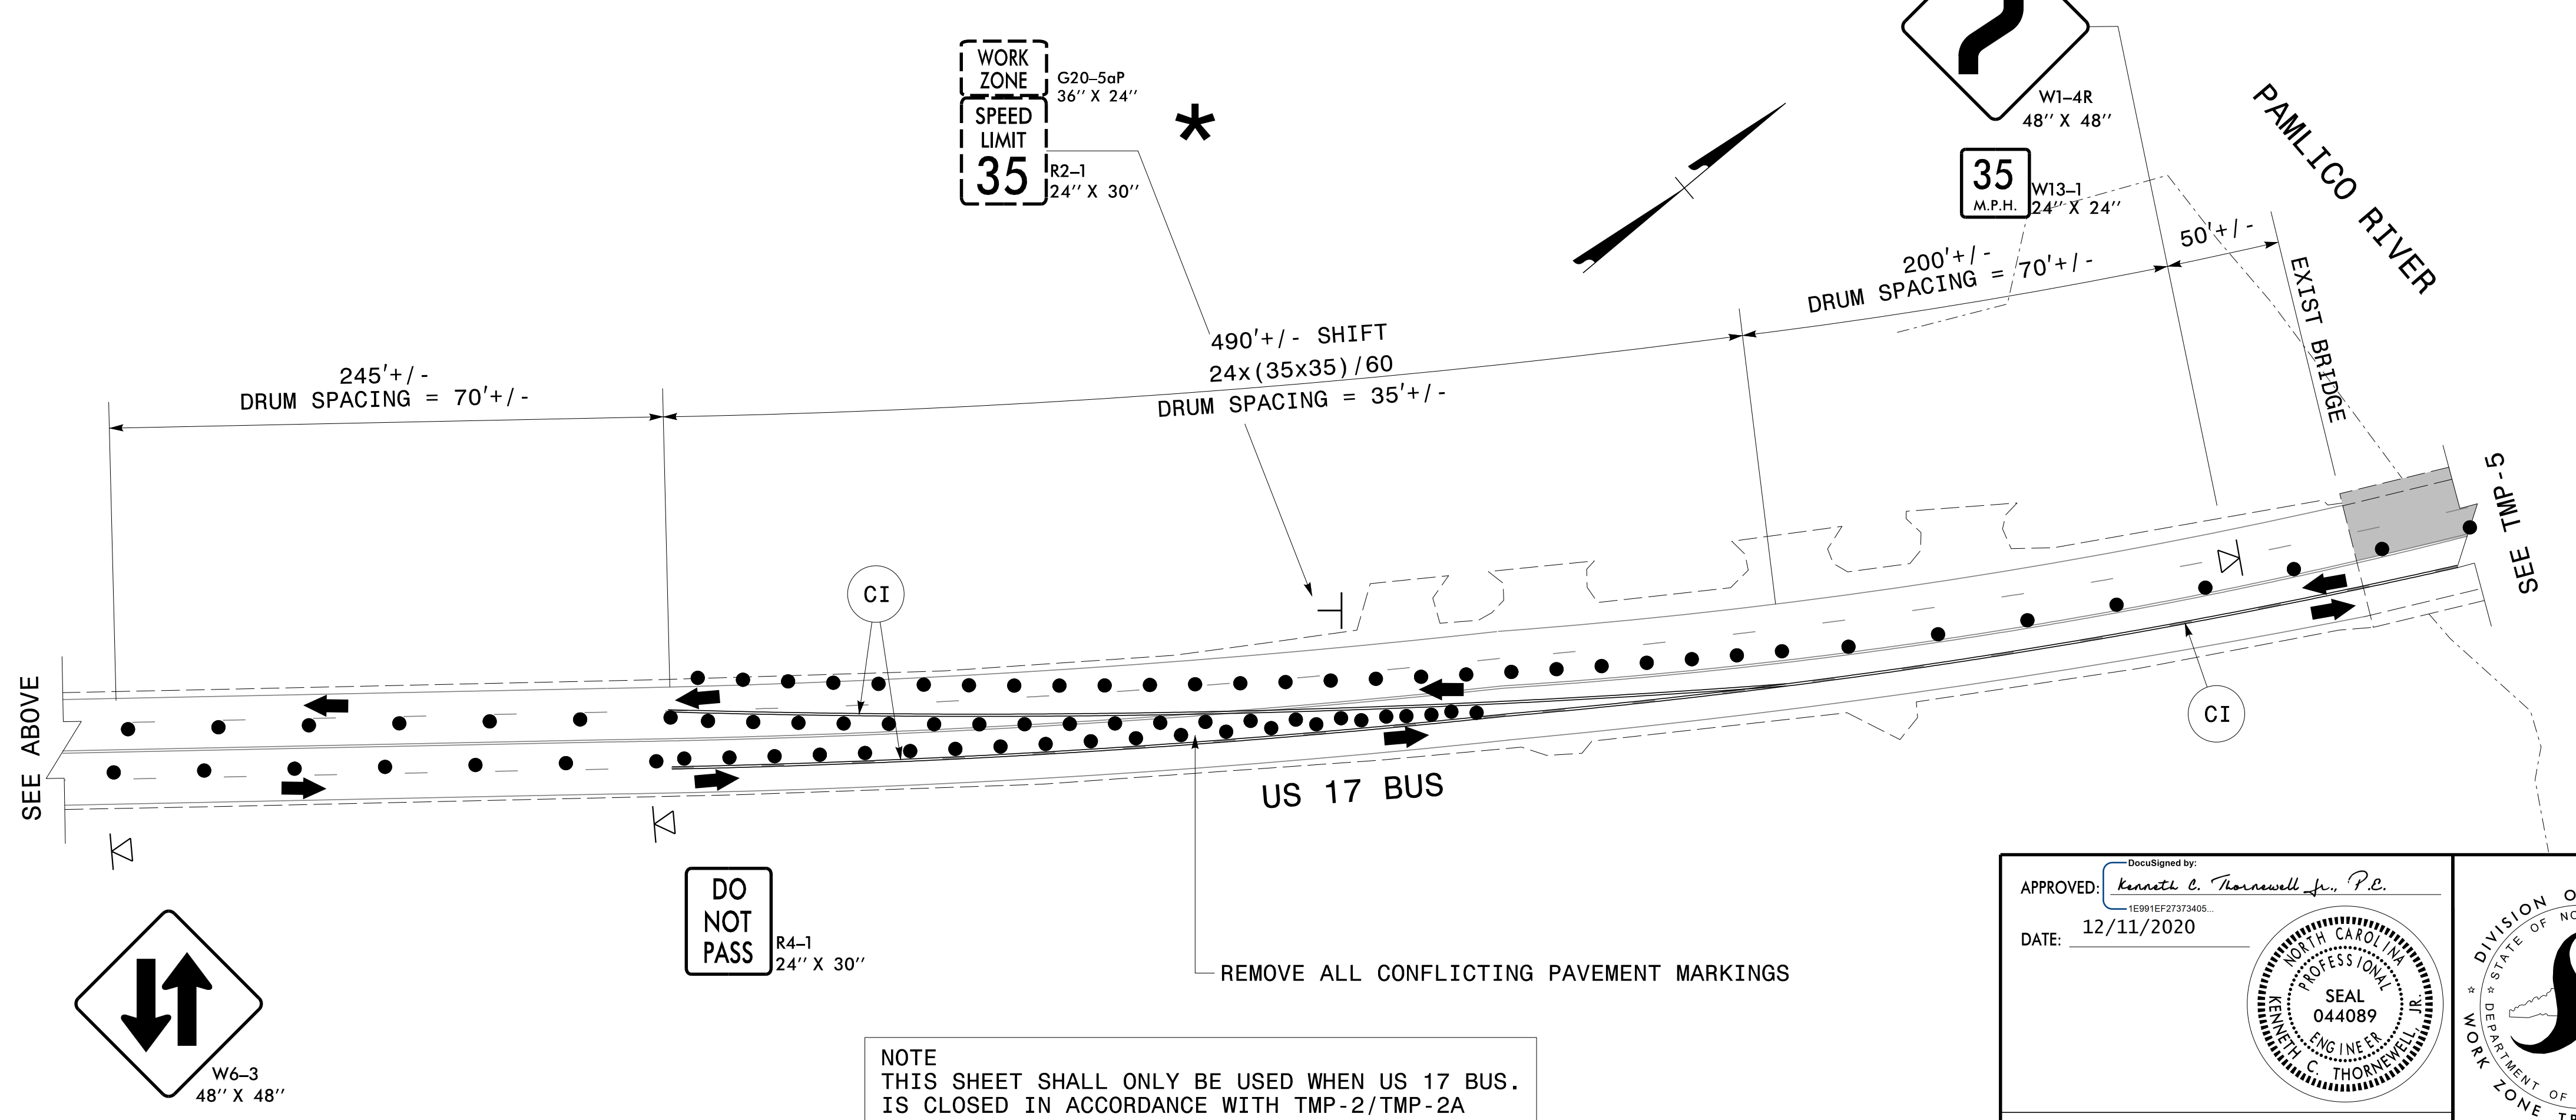 WORK
ZONE
G20-5aP
36'' X 24''
SPEED
LIMIT
35
R2-1
24'' X 30''
*
W1-4R
48'' X 48''
35
M.P.H.
W13-1
24'' X 24''
PAMLICO RIVER
50'+/-
200'+/-
DRUM SPACING = 70'+/-
EXIST BRIDGE
490'+/- SHIFT
24x(35x35)/60
DRUM SPACING = 35'+/-
245'+/-
DRUM SPACING = 70'+/-
SEE TMP-5
CI
SEE ABOVE
CI
US 17 BUS
DO
NOT
PASS
R4-1
24'' X 30''
REMOVE ALL CONFLICTING PAVEMENT MARKINGS
W6-3
48'' X 48''
NOTE
THIS SHEET SHALL ONLY BE USED WHEN US 17 BUS.
IS CLOSED IN ACCORDANCE WITH TMP-2/TMP-2A
DocuSigned by:
APPROVED: Kenneth C. Thornewell Jr., P.E.
1E991EF27373405...
DATE: 12/11/2020
NORTH CAROLINA
PROFESSIONAL
SEAL
044089
ENGINEER
KENNETH C. THORNEWELL, JR.
DIVISION
STATE OF
DEPARTMENT OF
WORK ZONE